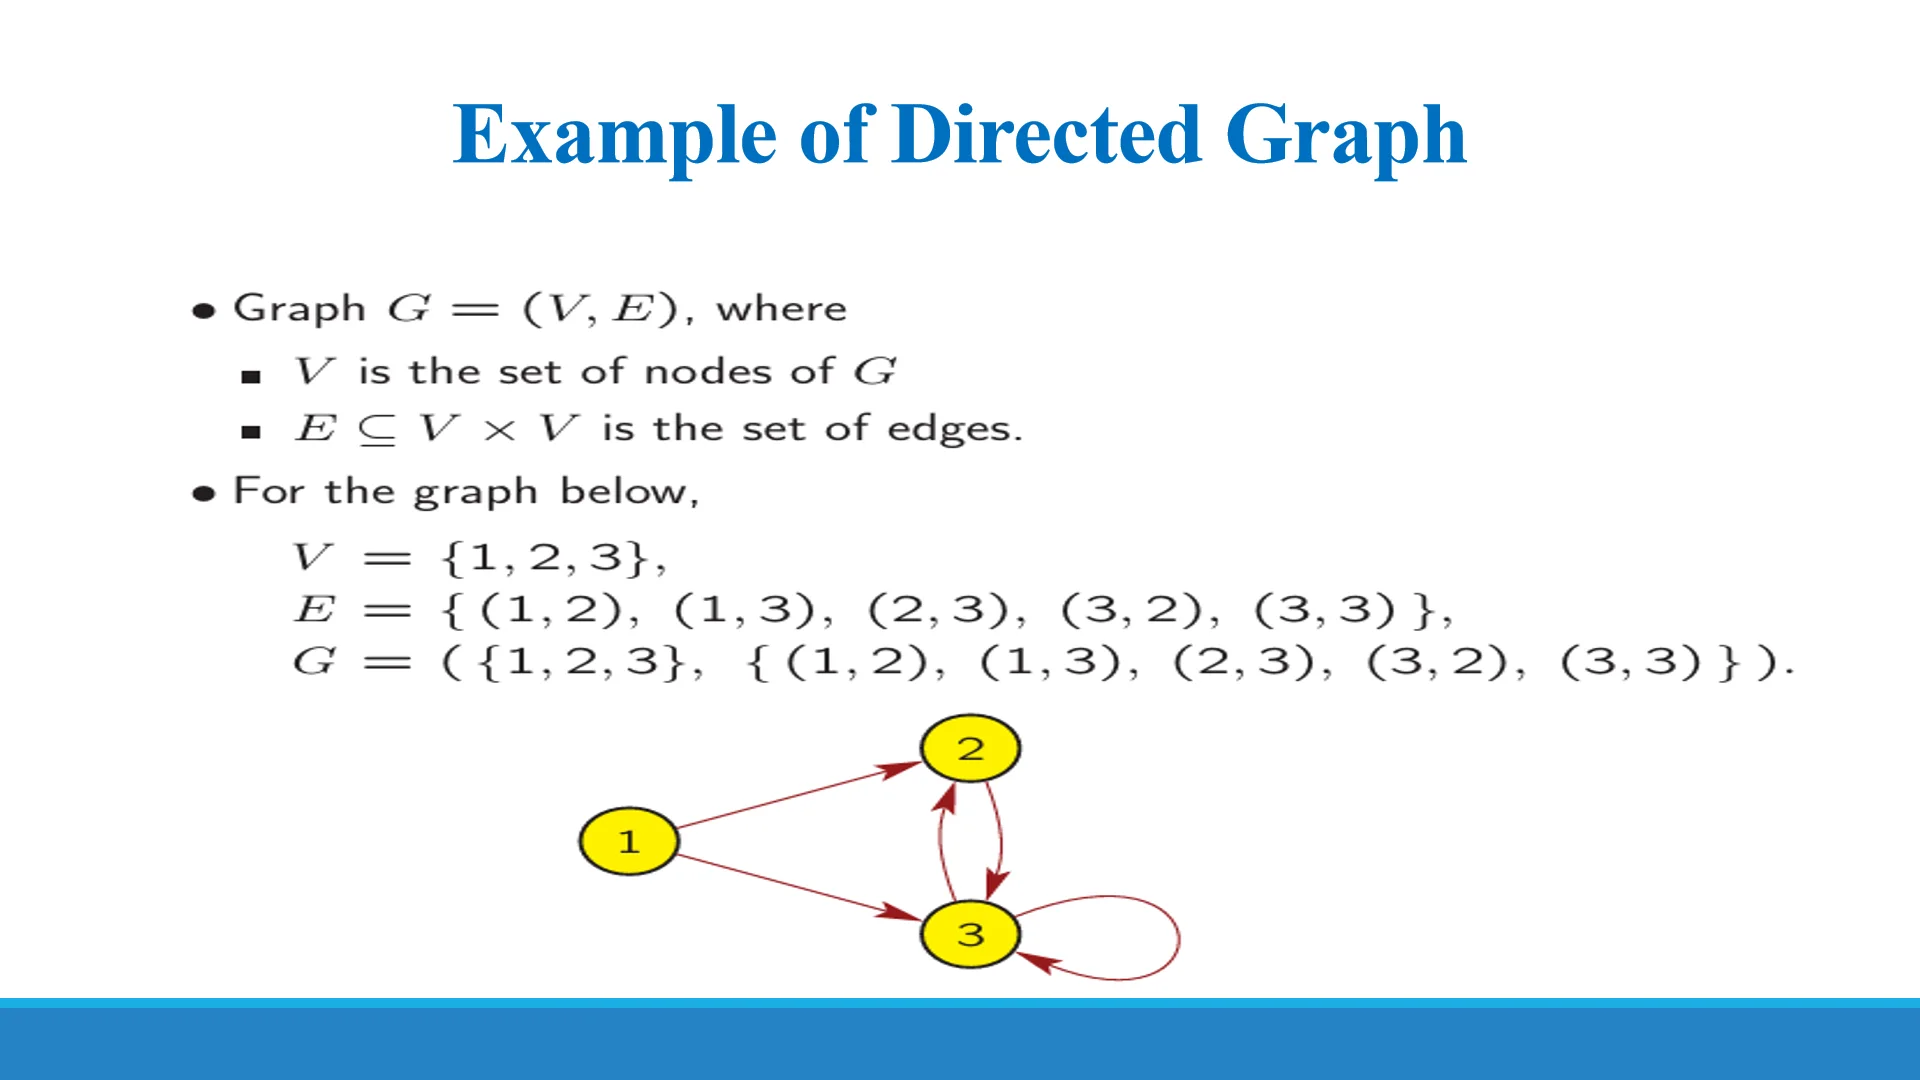 Example of Directed Graph
• Graph G = (V, E), where
▪ V is the set of nodes of G
▪ E ⊆ V × V is the set of edges.
• For the graph below,
V = {1, 2, 3},
E = { (1, 2), (1, 3), (2, 3), (3, 2), (3, 3) },
G = ( {1, 2, 3}, { (1, 2), (1, 3), (2, 3), (3, 2), (3, 3) } ).
2
1
3